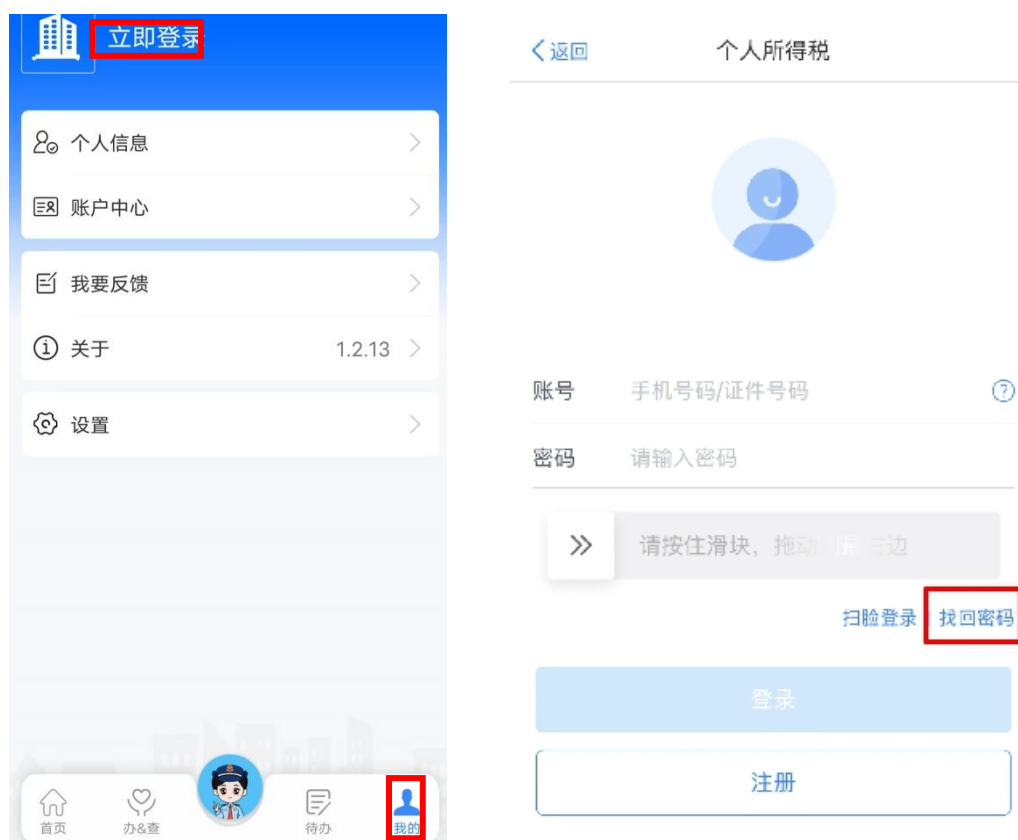 立即登录
个人信息
账户中心
我要反馈
关于 1.2.13
设置
首页 办&查 待办 我的
返回 个人所得税
账号 手机号码/证件号码
密码 请输入密码
请按住滑块，拖动 右边
扫脸登录 找回密码
登录
注册